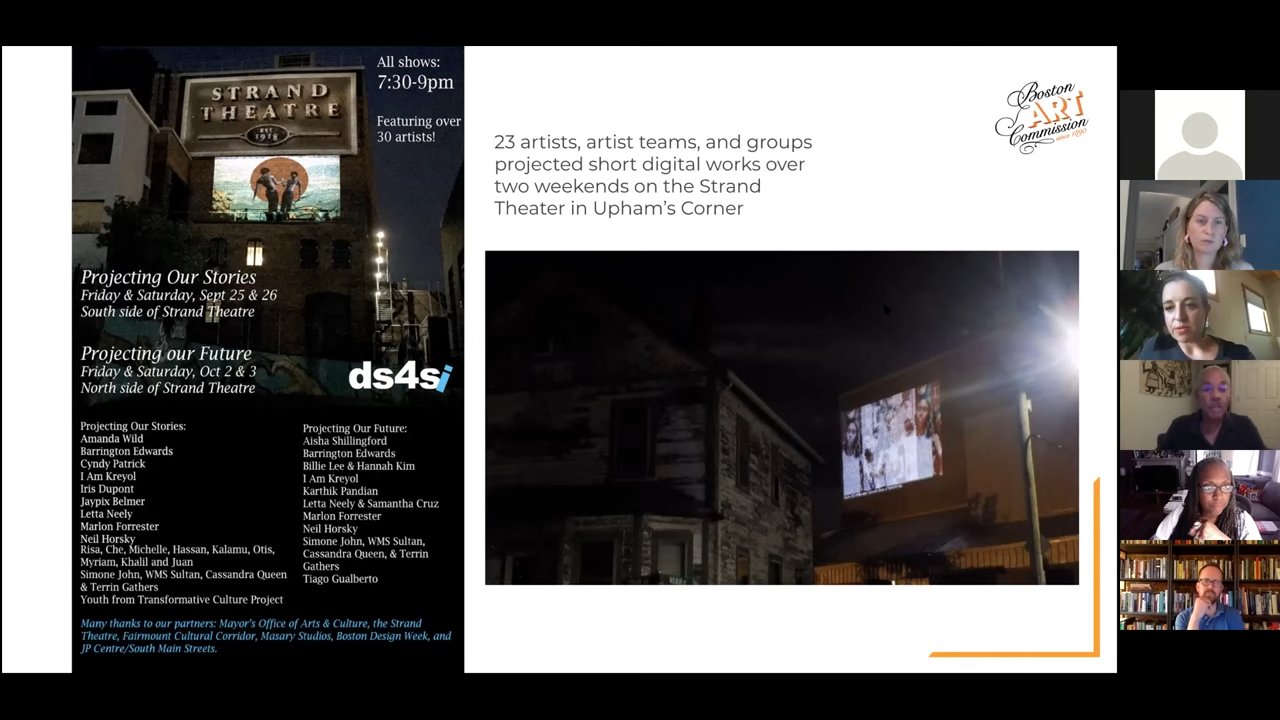 All shows:
7:30-9pm
Featuring over
30 artists!
STRAND
THEATRE
EST
1918
Projecting Our Stories
Friday & Saturday, Sept 25 & 26
South side of Strand Theatre
Projecting our Future
Friday & Saturday, Oct 2 & 3
North side of Strand Theatre
ds4si
Projecting Our Stories:
Amanda Wild
Barrington Edwards
Cyndy Patrick
I Am Kreyol
Iris Dupont
Jaypix Belmer
Letta Neely
Marlon Forrester
Neil Horsky
Risa, Che, Michelle, Hassan, Kalamu, Otis,
Myriam, Khalil and Juan
Simone John, WMS Sultan, Cassandra Queen
& Terrin Gathers
Youth from Transformative Culture Project
Projecting Our Future:
Aisha Shillingford
Barrington Edwards
Billie Lee & Hannah Kim
I Am Kreyol
Karthik Pandian
Letta Neely & Samantha Cruz
Marlon Forrester
Neil Horsky
Simone John, WMS Sultan,
Cassandra Queen, & Terrin
Gathers
Tiago Gualberto
Many thanks to our partners: Mayor's Office of Arts & Culture, the Strand
Theatre, Fairmount Cultural Corridor, Masary Studios, Boston Design Week, and
JP Centre/South Main Streets.
23 artists, artist teams, and groups
projected short digital works over
two weekends on the Strand
Theater in Upham's Corner
Boston
ART
Commission
since 1890